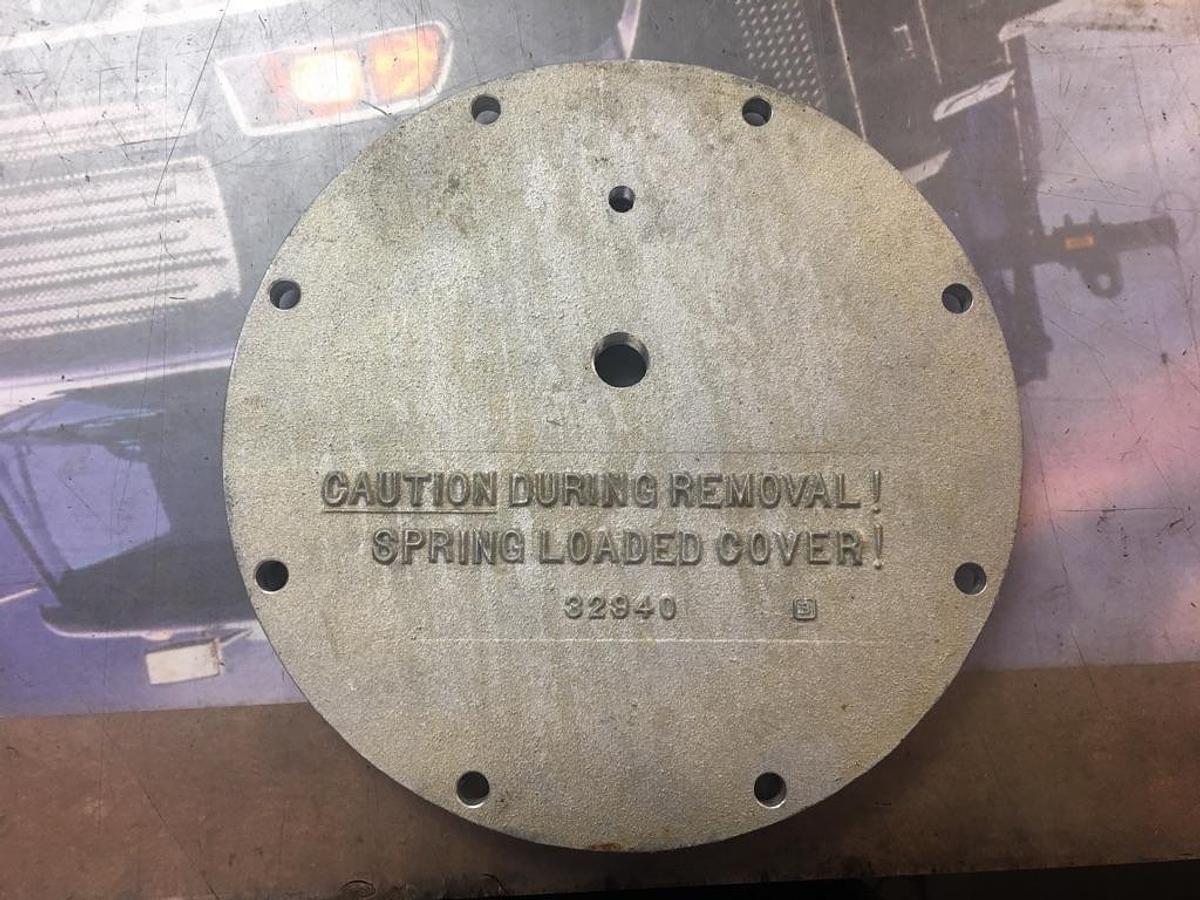 CAUTION DURING REMOVAL!
SPRING LOADED COVER!
32940